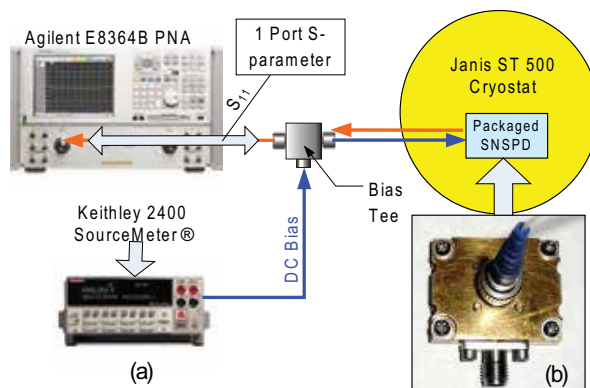 Agilent E8364B PNA
1 Port S-
parameter
S11
Janis ST 500
Cryostat
Packaged
SNSPD
Bias
Tee
Keithley 2400
SourceMeter®
DC Bias
(a)
(b)